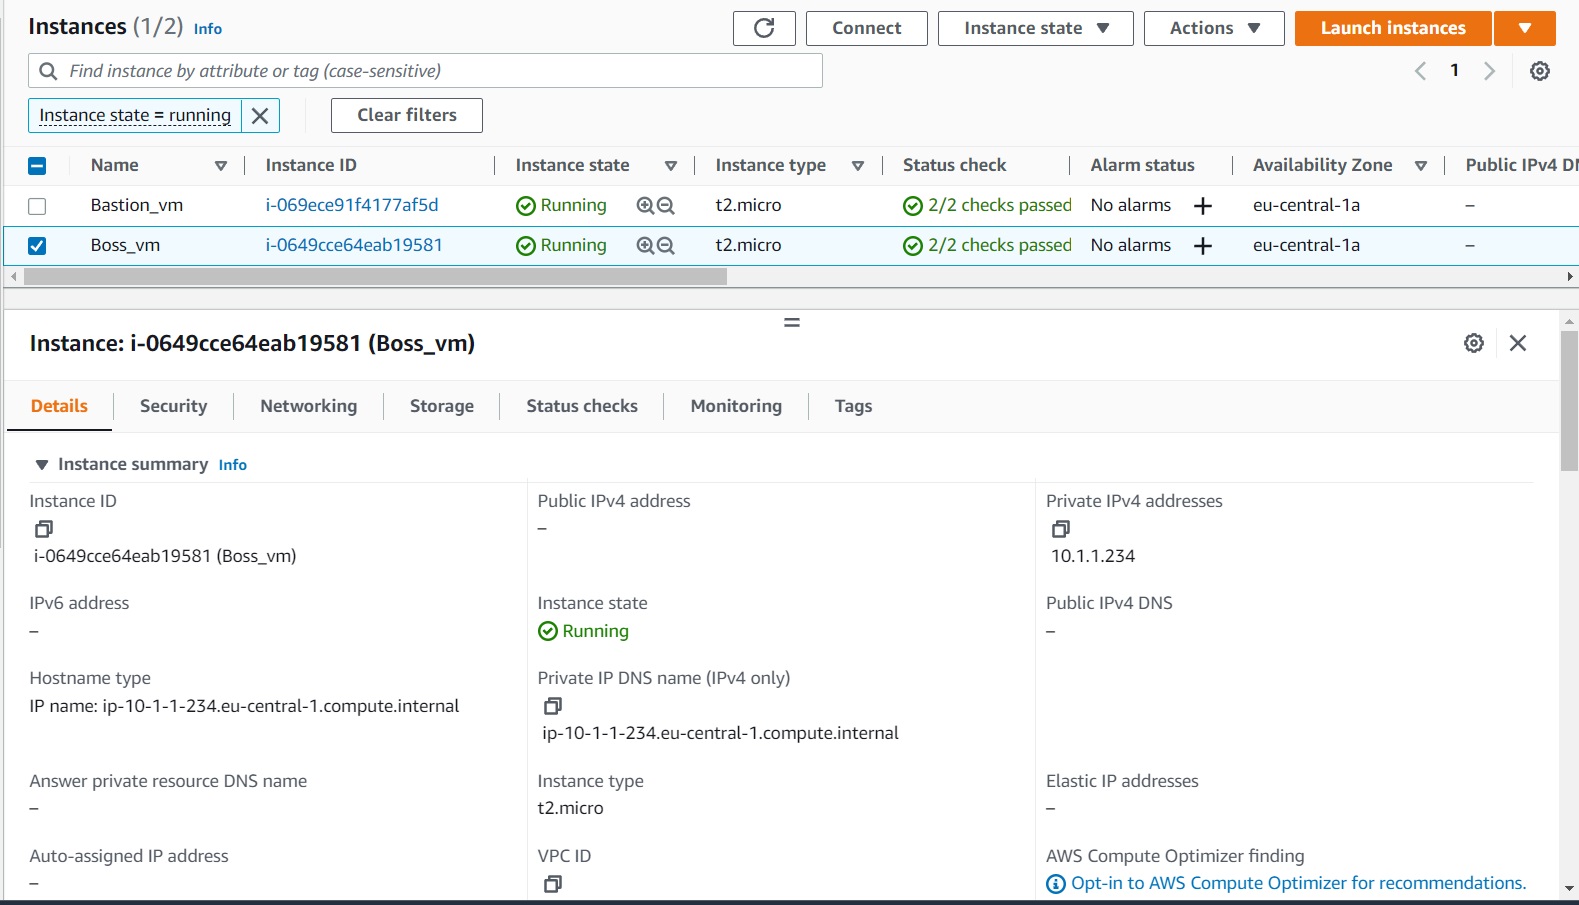 Instances (1/2) Info
Connect
Instance state
Actions
Launch instances
Find instance by attribute or tag (case-sensitive)
1
Instance state = running
Clear filters
Name Instance ID Instance state Instance type Status check Alarm status Availability Zone Public IPv4 DN
Bastion_vm i-069ece91f4177af5d Running t2.micro 2/2 checks passed No alarms + eu-central-1a –
Boss_vm i-0649cce64eab19581 Running t2.micro 2/2 checks passed No alarms + eu-central-1a –
Instance: i-0649cce64eab19581 (Boss_vm)
Details Security Networking Storage Status checks Monitoring Tags
Instance summary Info
Instance ID
i-0649cce64eab19581 (Boss_vm)
Public IPv4 address
–
Private IPv4 addresses
10.1.1.234
IPv6 address
–
Instance state
Running
Public IPv4 DNS
–
Hostname type
IP name: ip-10-1-1-234.eu-central-1.compute.internal
Private IP DNS name (IPv4 only)
ip-10-1-1-234.eu-central-1.compute.internal
Answer private resource DNS name
–
Instance type
t2.micro
Elastic IP addresses
–
Auto-assigned IP address
–
VPC ID
AWS Compute Optimizer finding
Opt-in to AWS Compute Optimizer for recommendations.